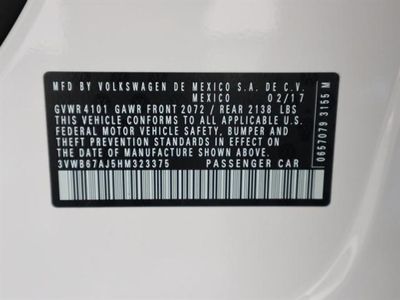 MFD BY VOLKSWAGEN DE MEXICO S.A. DE C.V.
MEXICO 02/17
GVWR 4101 GAWR FRONT 2072 / REAR 2138 LBS
THIS VEHICLE CONFORMS TO ALL APPLICABLE U.S.
FEDERAL MOTOR VEHICLE SAFETY, BUMPER AND
THEFT PREVENTION STANDARDS IN EFFECT ON THE
DATE OF MANUFACTURE SHOWN ABOVE.
3VWB67AJ5HM323375 PASSENGER CAR
0657079 3155 M